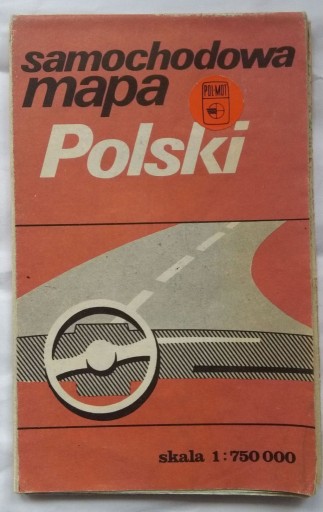 samochodowa
mapa
POL-MOT
Polski
skala 1:750 000